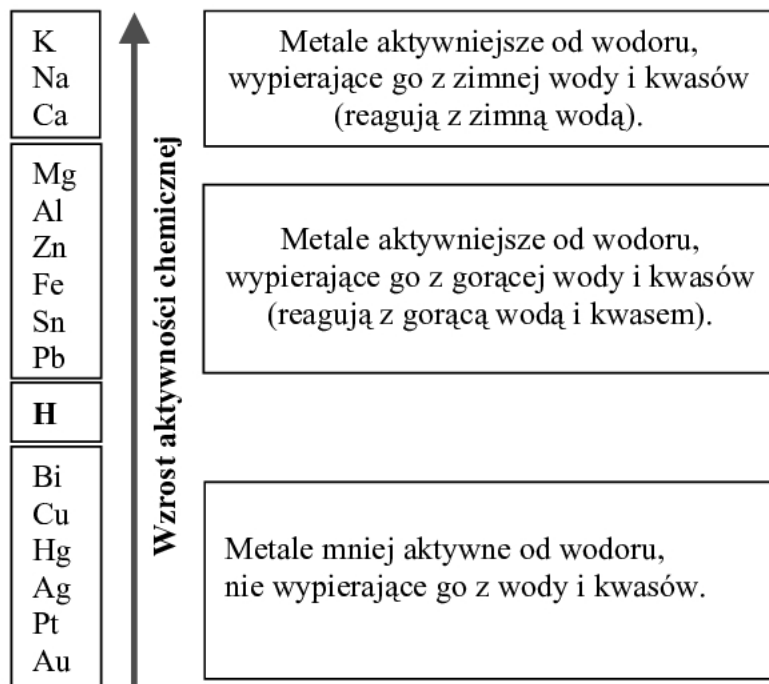 K
Na
Ca
Metale aktywniejsze od wodoru,
wypierające go z zimnej wody i kwasów
(reagują z zimną wodą).
Wzrost aktywności chemicznej
Mg
Al
Zn
Fe
Sn
Pb
Metale aktywniejsze od wodoru,
wypierające go z gorącej wody i kwasów
(reagują z gorącą wodą i kwasem).
H
Bi
Cu
Hg
Ag
Pt
Au
Metale mniej aktywne od wodoru,
nie wypierające go z wody i kwasów.